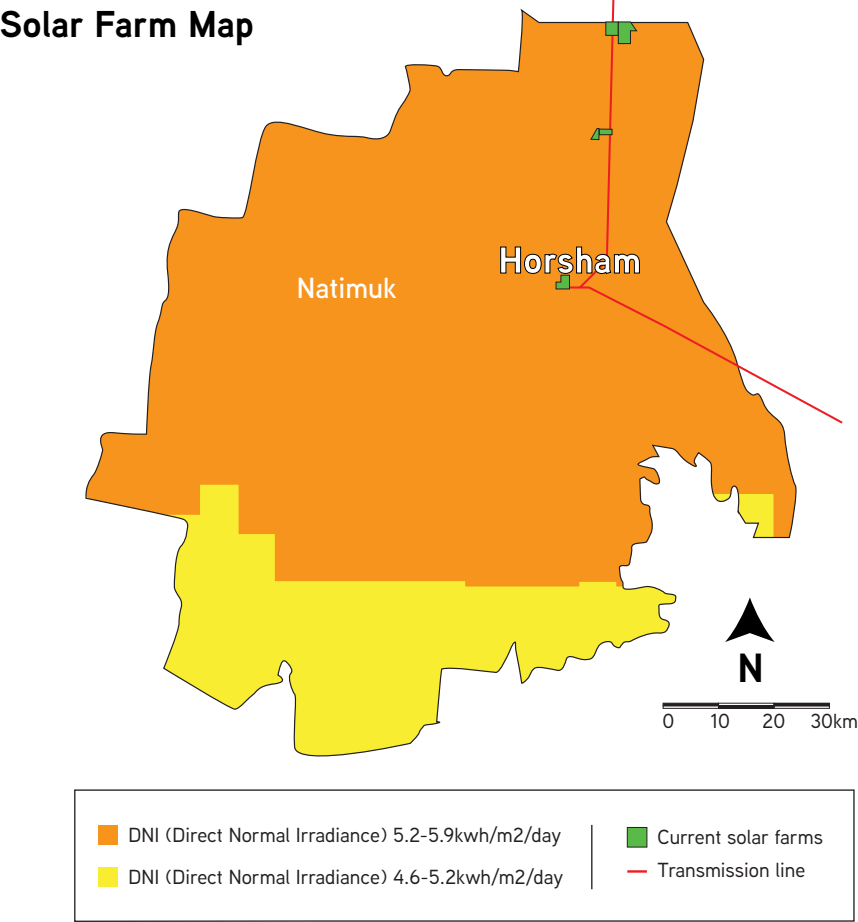 Solar Farm Map
Horsham
Natimuk
N
0 10 20 30km
DNI (Direct Normal Irradiance) 5.2-5.9kwh/m2/day
DNI (Direct Normal Irradiance) 4.6-5.2kwh/m2/day
Current solar farms
Transmission line